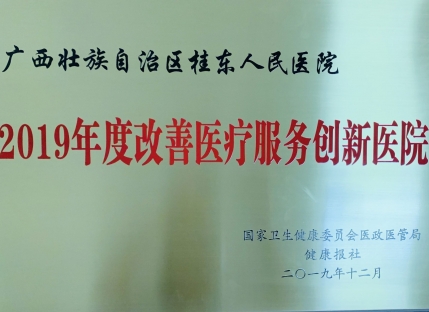 广西壮族自治区桂东人民医院
2019年度改善医疗服务创新医院
国家卫生健康委员会医政医管局
健康报社
二〇一九年十二月